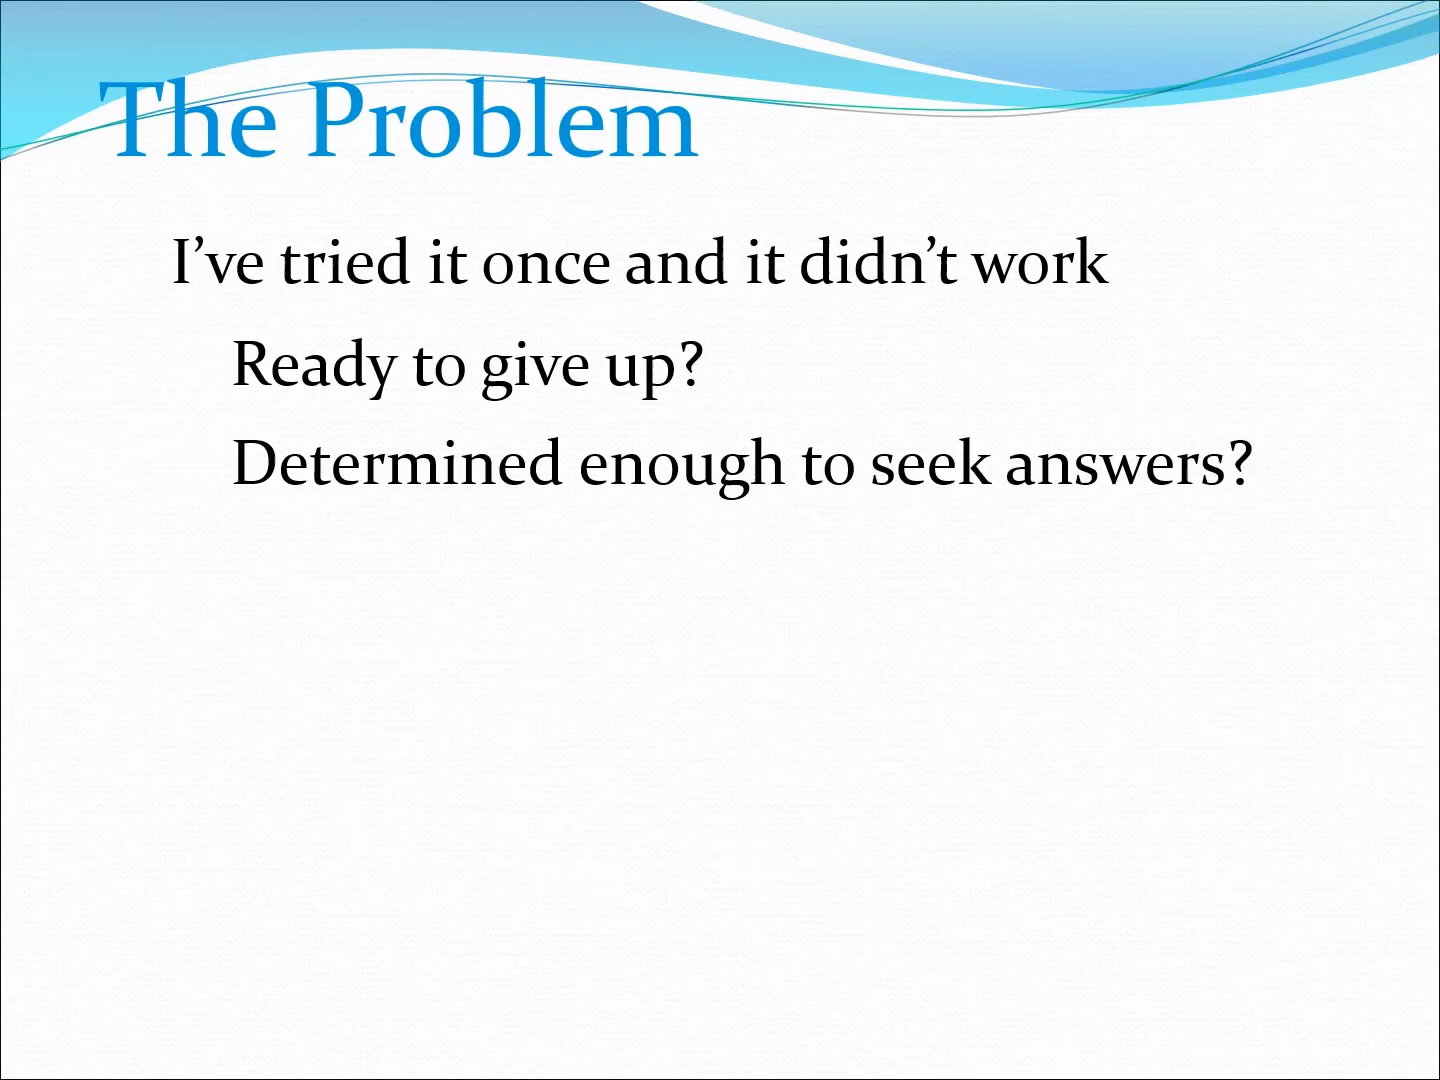 The Problem
I’ve tried it once and it didn’t work
Ready to give up?
Determined enough to seek answers?